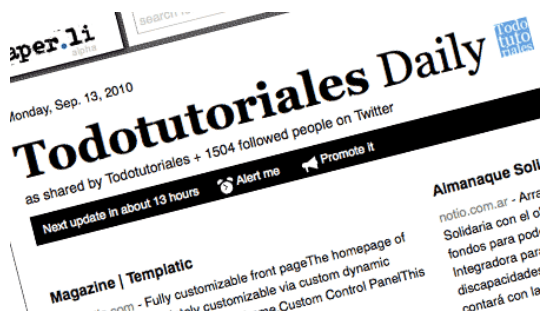 aper.li
alpha
search
Monday, Sep. 13, 2010
Todotutoriales Daily
Todo
tuto
riales
as shared by Todotutoriales + 1504 followed people on Twitter
Next update in about 13 hours Alert me Promote it
Magazine | Templatic
.com - Fully customizable front pageThe homepage of
customizable via custom dynamic
Custom Control PanelThis
Almanaque Soli
notio.com.ar - Arra
Solidaria con el o
fondos para pod
Integradora para
discapacidades
contará con la